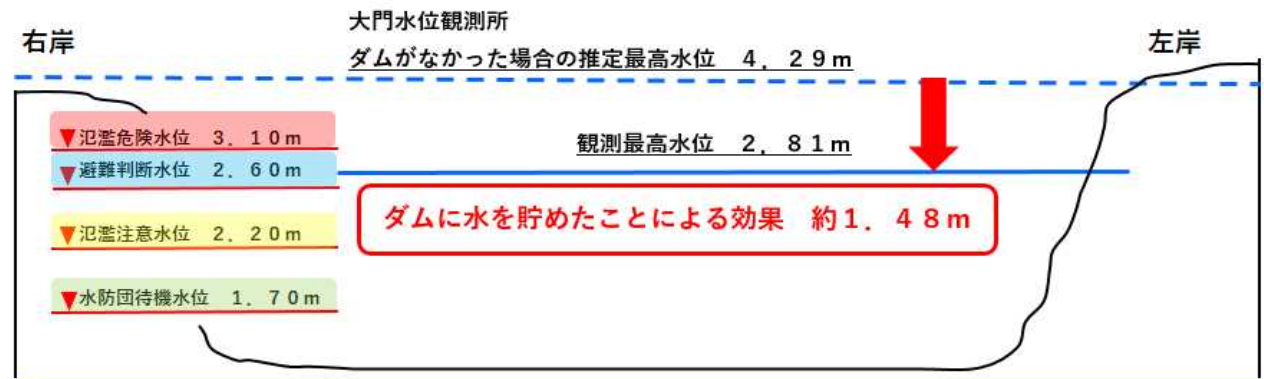 大門水位観測所
右岸
左岸
ダムがなかった場合の推定最高水位　４．２９ｍ
▼氾濫危険水位　３．１０ｍ
観測最高水位　２．８１ｍ
▼避難判断水位　２．６０ｍ
ダムに水を貯めたことによる効果　約１．４８ｍ
▼氾濫注意水位　２．２０ｍ
▼水防団待機水位　１．７０ｍ